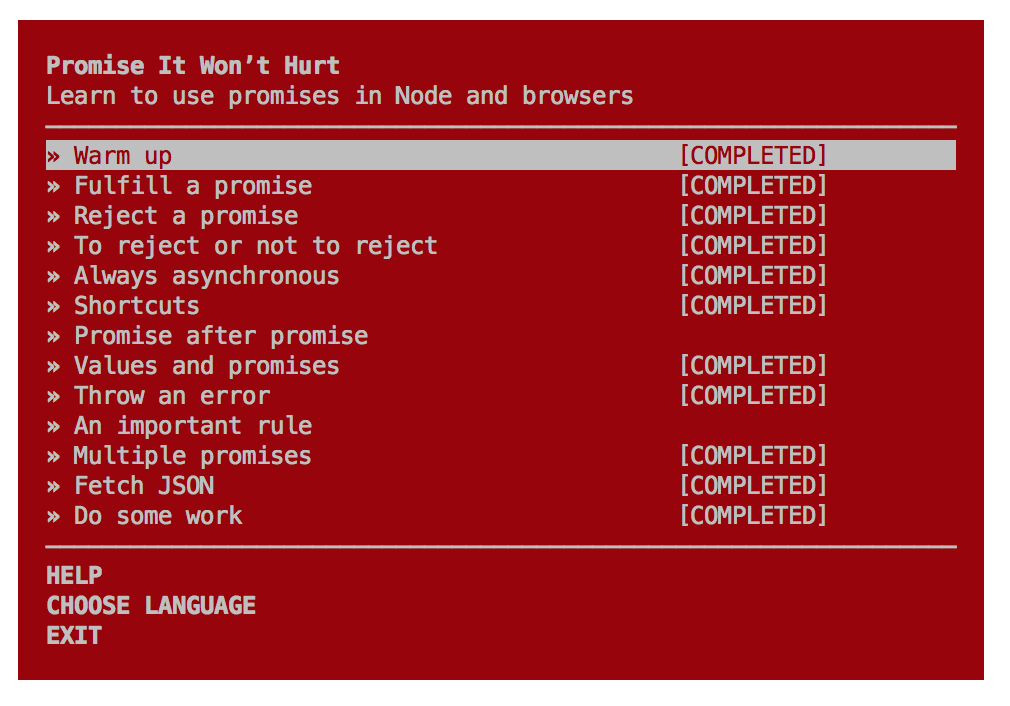 Promise It Won’t Hurt
Learn to use promises in Node and browsers
» Warm up [COMPLETED]
» Fulfill a promise [COMPLETED]
» Reject a promise [COMPLETED]
» To reject or not to reject [COMPLETED]
» Always asynchronous [COMPLETED]
» Shortcuts [COMPLETED]
» Promise after promise
» Values and promises [COMPLETED]
» Throw an error [COMPLETED]
» An important rule
» Multiple promises [COMPLETED]
» Fetch JSON [COMPLETED]
» Do some work [COMPLETED]
HELP
CHOOSE LANGUAGE
EXIT